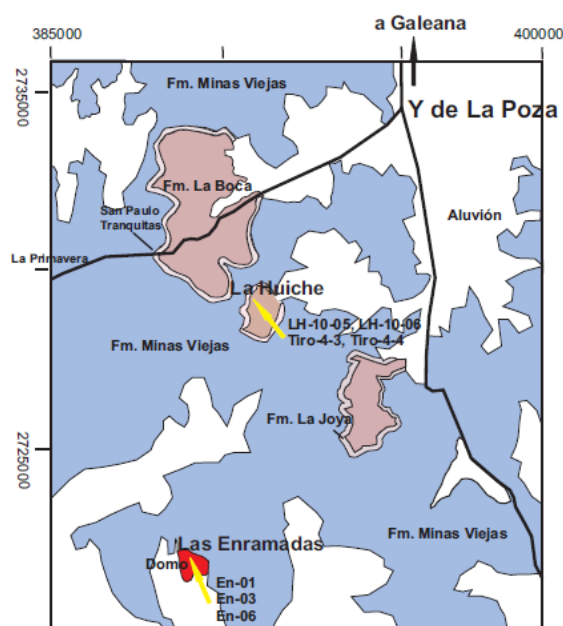 a Galeana
385000
400000
2735000
Fm. Minas Viejas
Y de La Poza
Fm. La Boca
San Paulo
Tranquitas
Aluvión
La Primavera
La Huiche
LH-10-05, LH-10-06
Tiro-4-3, Tiro-4-4
Fm. Minas Viejas
Fm. La Joya
2725000
Fm. Minas Viejas
Las Enramadas
Domo
En-01
En-03
En-06